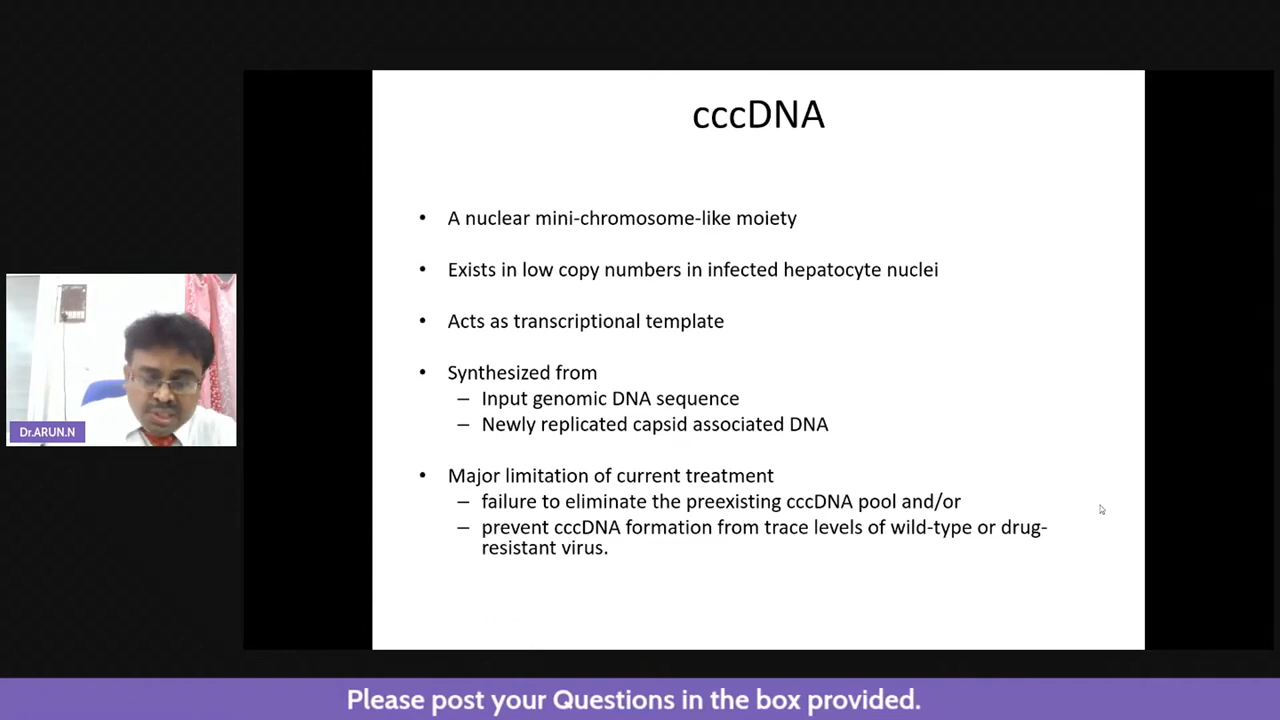 cccDNA
• A nuclear mini-chromosome-like moiety
• Exists in low copy numbers in infected hepatocyte nuclei
• Acts as transcriptional template
• Synthesized from
– Input genomic DNA sequence
– Newly replicated capsid associated DNA
• Major limitation of current treatment
– failure to eliminate the preexisting cccDNA pool and/or
– prevent cccDNA formation from trace levels of wild-type or drug-
resistant virus.
Dr.ARUN.N
Please post your Questions in the box provided.